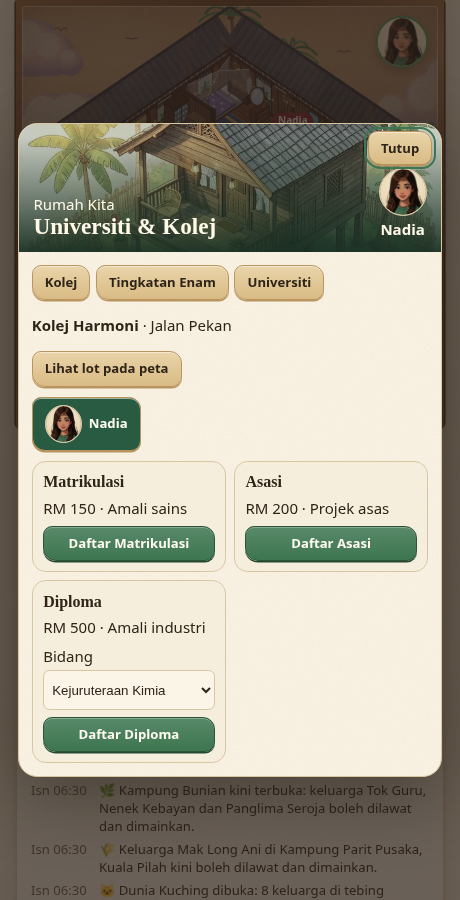 Nadia
Tutup
Rumah Kita
Universiti & Kolej
Nadia
Kolej
Tingkatan Enam
Universiti
Kolej Harmoni · Jalan Pekan
Lihat lot pada peta
Nadia
Matrikulasi
RM 150 · Amali sains
Daftar Matrikulasi
Asasi
RM 200 · Projek asas
Daftar Asasi
Diploma
RM 500 · Amali industri
Bidang
Kejuruteraan Kimia
Daftar Diploma
Isn 06:30 🌿 Kampung Bunian kini terbuka: keluarga Tok Guru,
Nenek Kebayan dan Panglima Seroja boleh dilawat
dan dimainkan.
Isn 06:30 🌾 Keluarga Mak Long Ani di Kampung Parit Pusaka,
Kuala Pilah kini boleh dilawat dan dimainkan.
Isn 06:30 🐱 Dunia Kuching dibuka: 8 keluarga di tebing